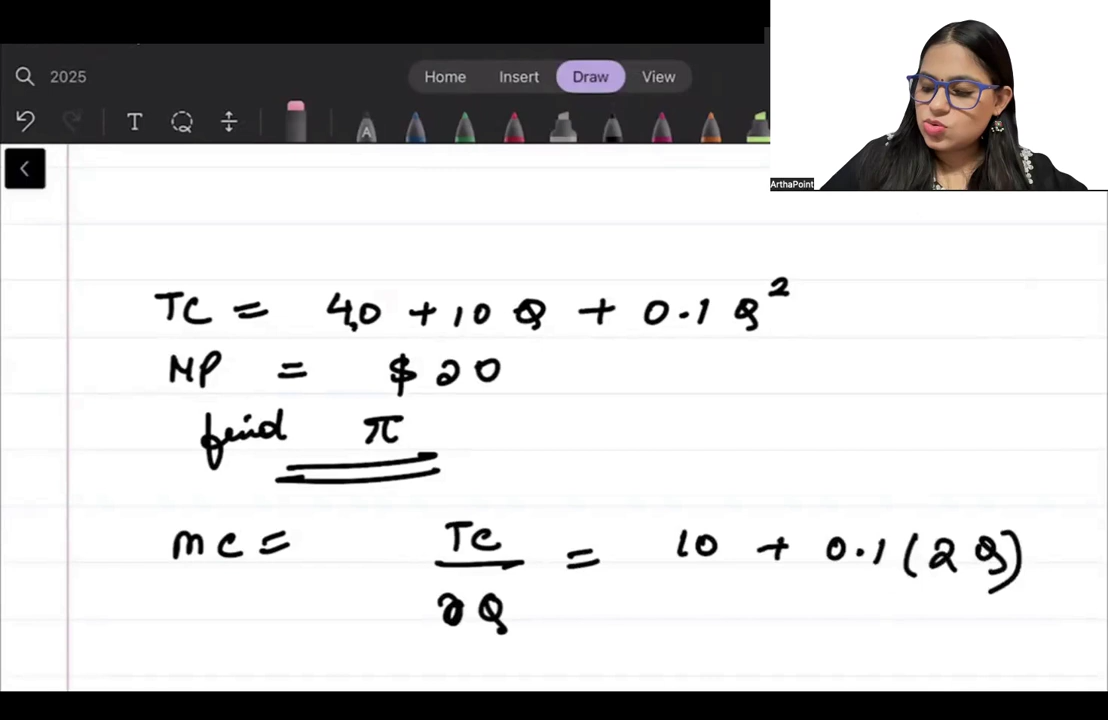 2025
Home Insert Draw View
T
A
ArthaPoint
TC = 40 + 10 Q + 0.1 Q²
MP = $ 20
find π
MC = TC / ∂Q = 10 + 0.1 (2Q)